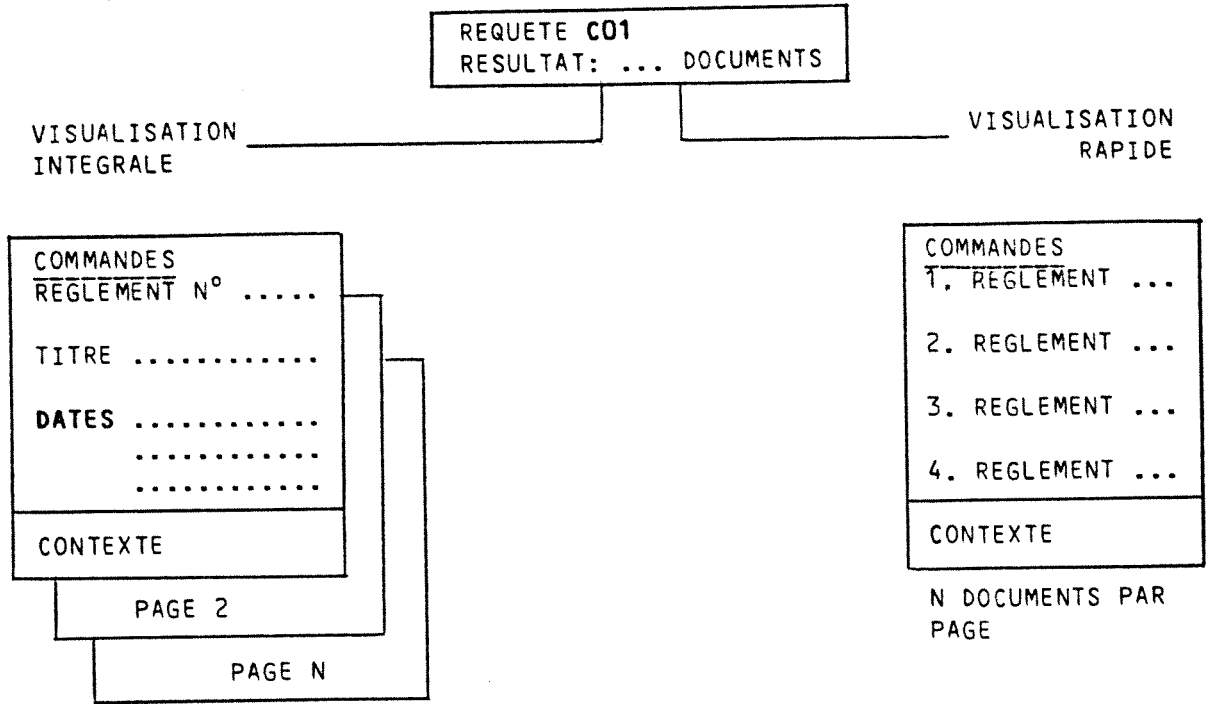 REQUETE C01
RESULTAT: ... DOCUMENTS
VISUALISATION
INTEGRALE
VISUALISATION
RAPIDE
COMMANDES
REGLEMENT N° .....
TITRE ............
DATES ............
............
............
CONTEXTE
PAGE 2
PAGE N
COMMANDES
1. REGLEMENT ...
2. REGLEMENT ...
3. REGLEMENT ...
4. REGLEMENT ...
CONTEXTE
N DOCUMENTS PAR
PAGE